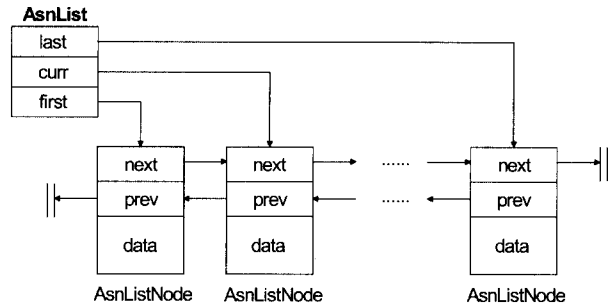 AsnList
last
curr
first
next
next
......
next
prev
prev
......
prev
data
data
data
AsnListNode
AsnListNode
AsnListNode